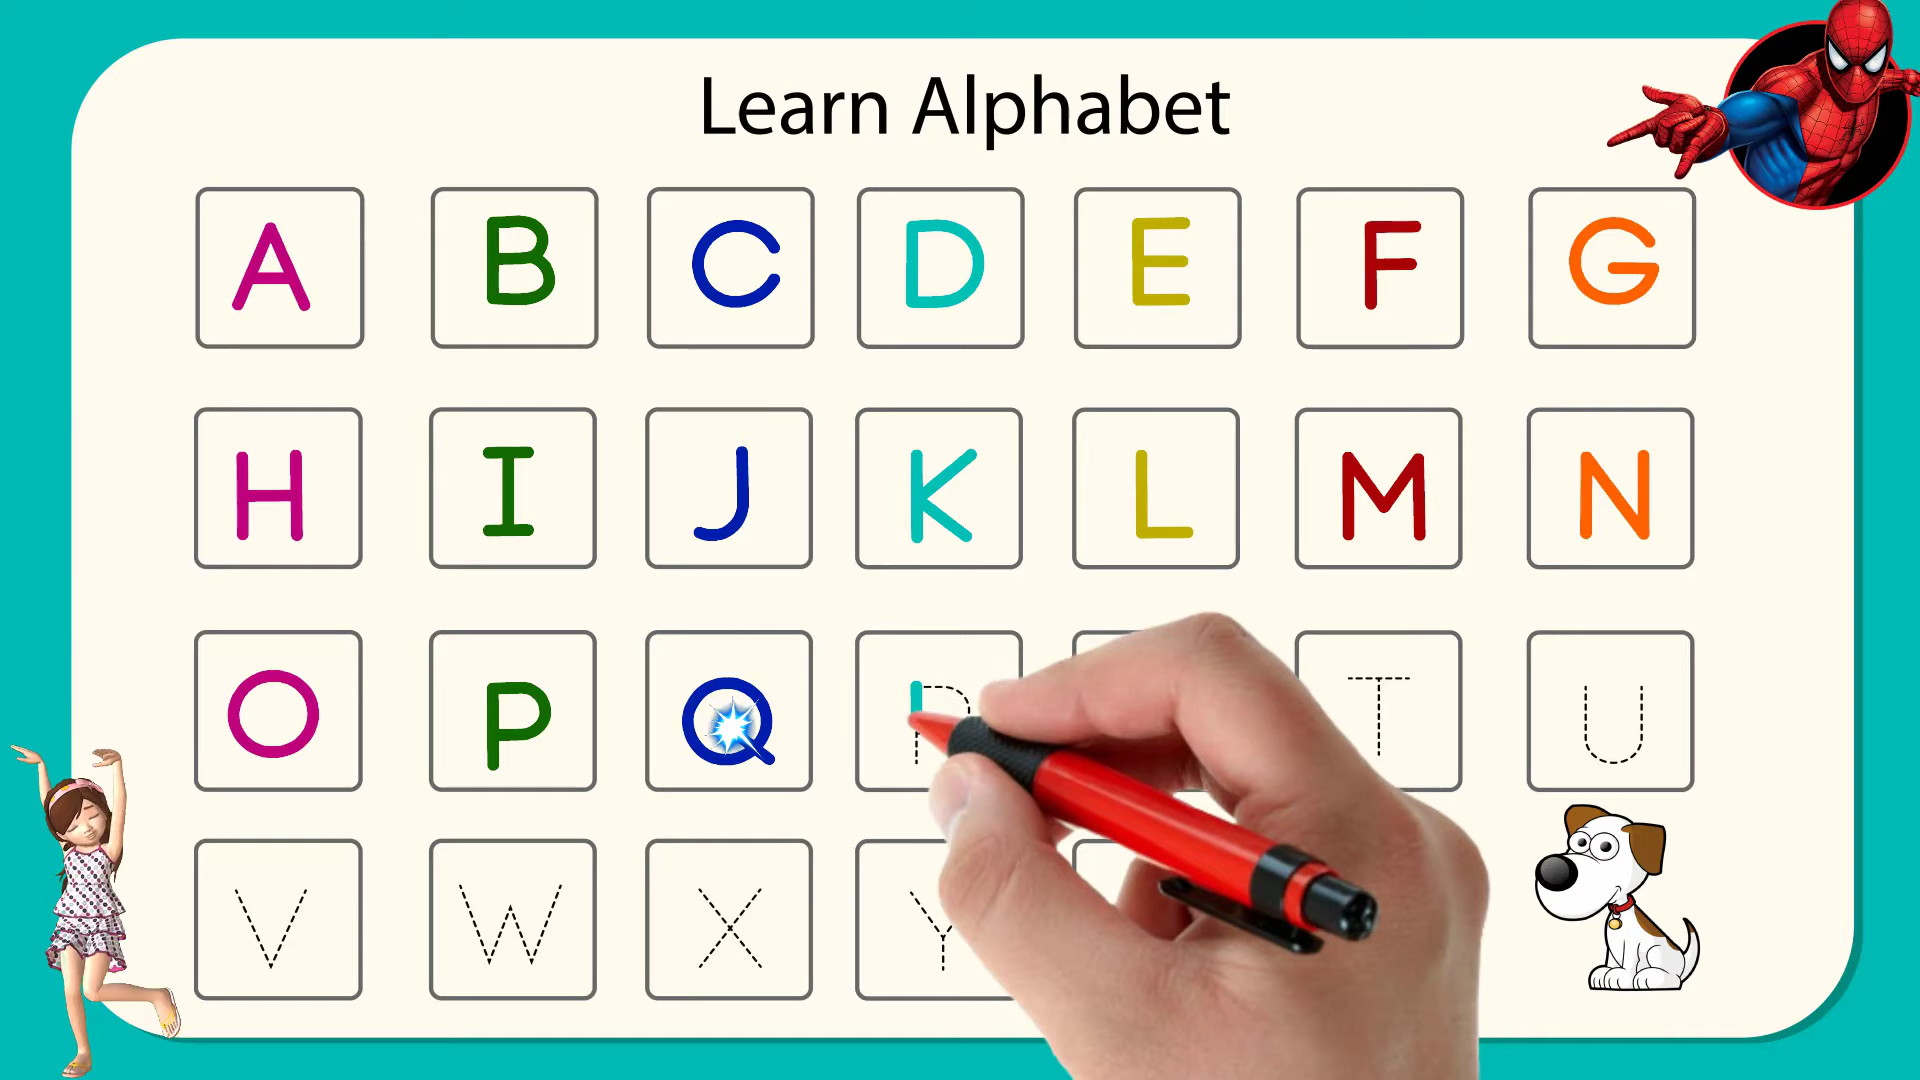 Learn Alphabet
A B C D E F G
H I J K L M N
O P Q R T U
V W X Y